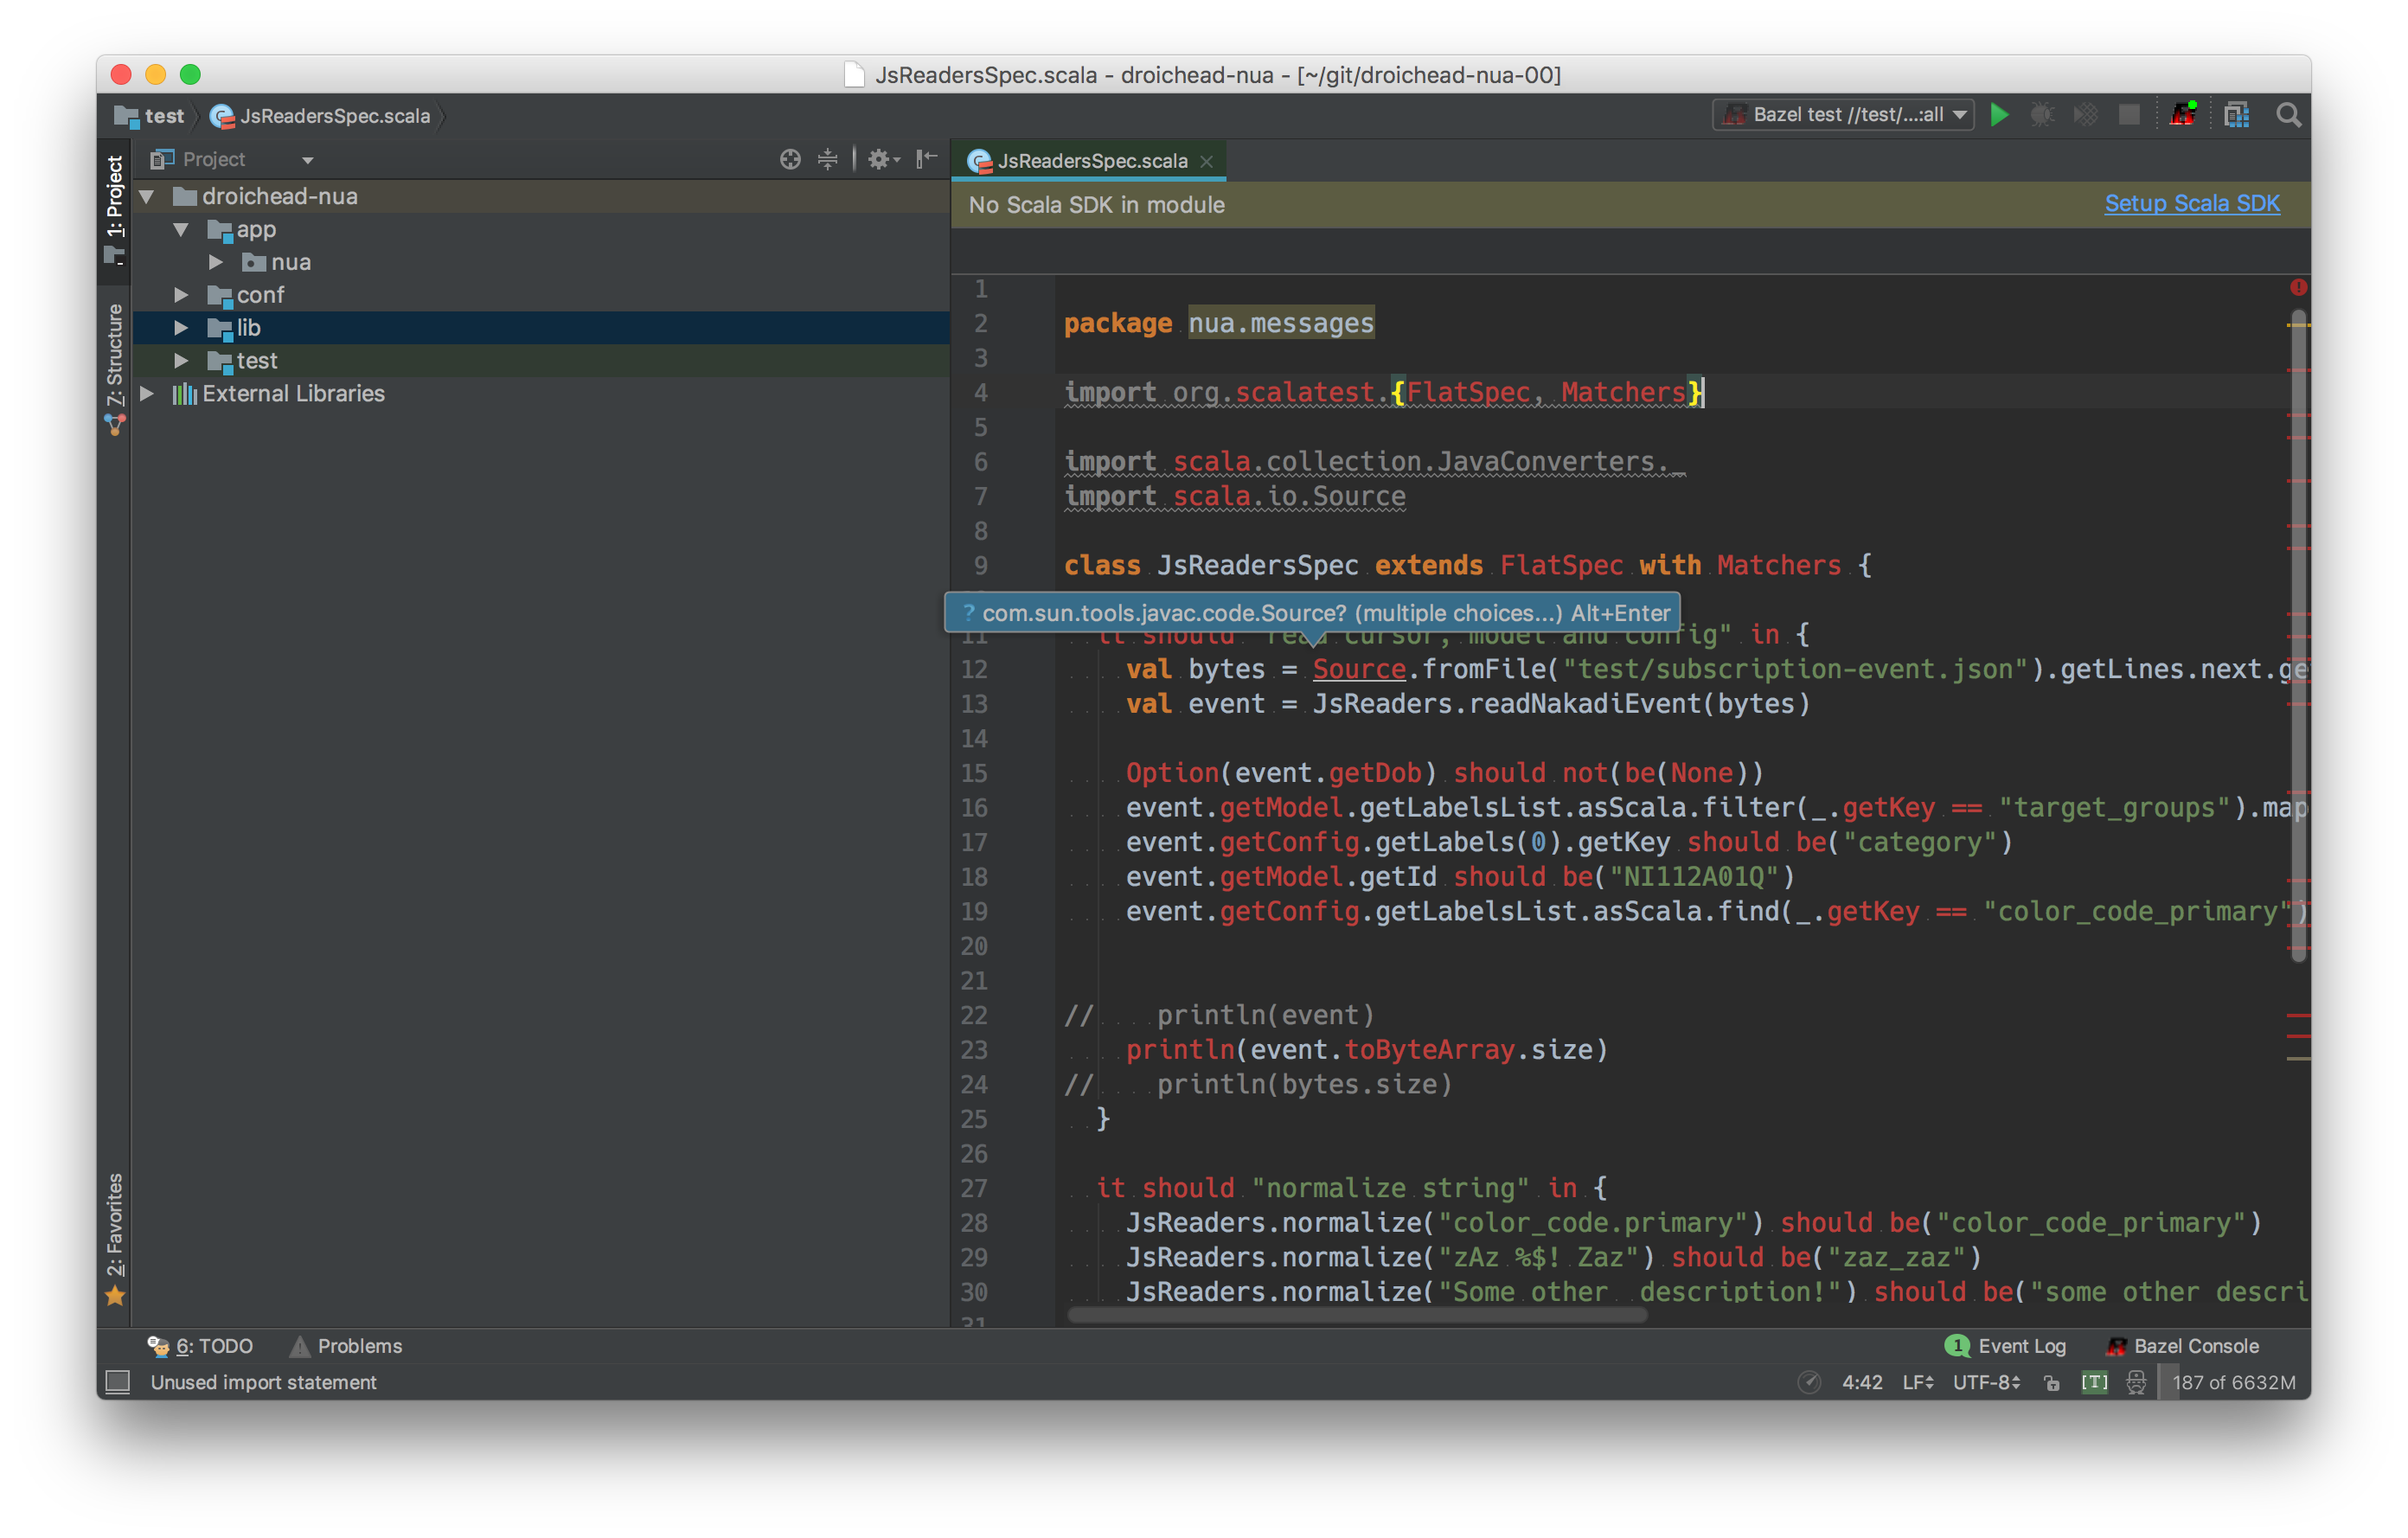 JsReadersSpec.scala - droichead-nua - [~/git/droichead-nua-00]
test JsReadersSpec.scala Bazel test //test/...:all
1: Project
7: Structure
2: Favorites
Project
droichead-nua
app
nua
conf
lib
test
External Libraries
JsReadersSpec.scala
No Scala SDK in module Setup Scala SDK
1
2 package nua.messages
3
4 import org.scalatest.{FlatSpec, Matchers}
5
6 import scala.collection.JavaConverters._
7 import scala.io.Source
8
9 class JsReadersSpec extends FlatSpec with Matchers {
? com.sun.tools.javac.code.Source? (multiple choices...) Alt+Enter
11 it should "read cursor, model and config" in {
12 val bytes = Source.fromFile("test/subscription-event.json").getLines.next.ge
13 val event = JsReaders.readNakadiEvent(bytes)
14
15 Option(event.getDob) should not(be(None))
16 event.getModel.getLabelsList.asScala.filter(_.getKey == "target_groups").map
17 event.getConfig.getLabels(0).getKey should be("category")
18 event.getModel.getId should be("NI112A01Q")
19 event.getConfig.getLabelsList.asScala.find(_.getKey == "color_code_primary")
20
21
22 // println(event)
23 println(event.toByteArray.size)
24 // println(bytes.size)
25 }
26
27 it should "normalize string" in {
28 JsReaders.normalize("color_code.primary") should be("color_code_primary")
29 JsReaders.normalize("zAz %$! Zaz") should be("zaz_zaz")
30 JsReaders.normalize("Some other  description!") should be("some other descri
31
6: TODO Problems 1 Event Log Bazel Console
Unused import statement 4:42 LF UTF-8 [T] 187 of 6632M